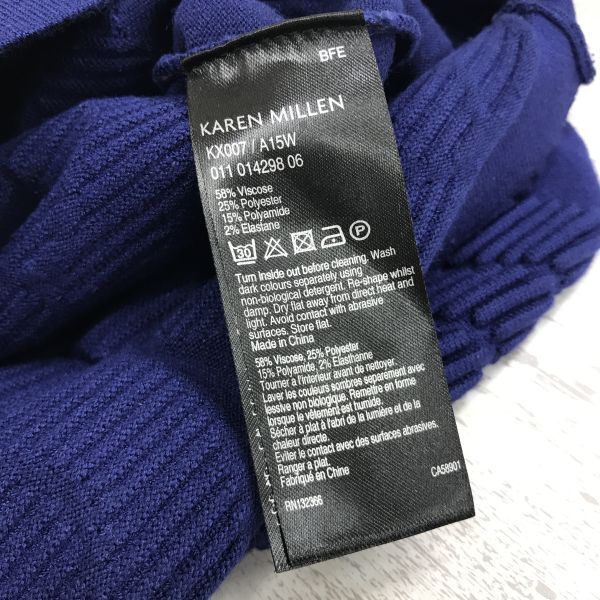 BFE
KAREN MILLEN
KX007 / A15W
011 014298 06
58% Viscose
25% Polyester
15% Polyamide
2% Elastane
30 P
Turn Inside out before cleaning. Wash
dark colours separately using
non-biological detergent. Re-shape whilst
damp. Dry flat away from direct heat and
light. Avoid contact with abrasive
surfaces. Store flat.
Made in China
58% Viscose, 25% Polyester
15% Polyamide, 2% Elasthanne
Tourner a l'interieur avant de nettoyer.
Laver les couleurs sombres separement avec
lessive non biologique. Remettre en forme
lorsque le vêtement est humide.
Sécher à plat à l'abri de la lumière et de la
chaleur directe.
Eviter le contact avec des surfaces abrasives.
Ranger a plat.
Fabriqué en Chine
CA58901
RN132366